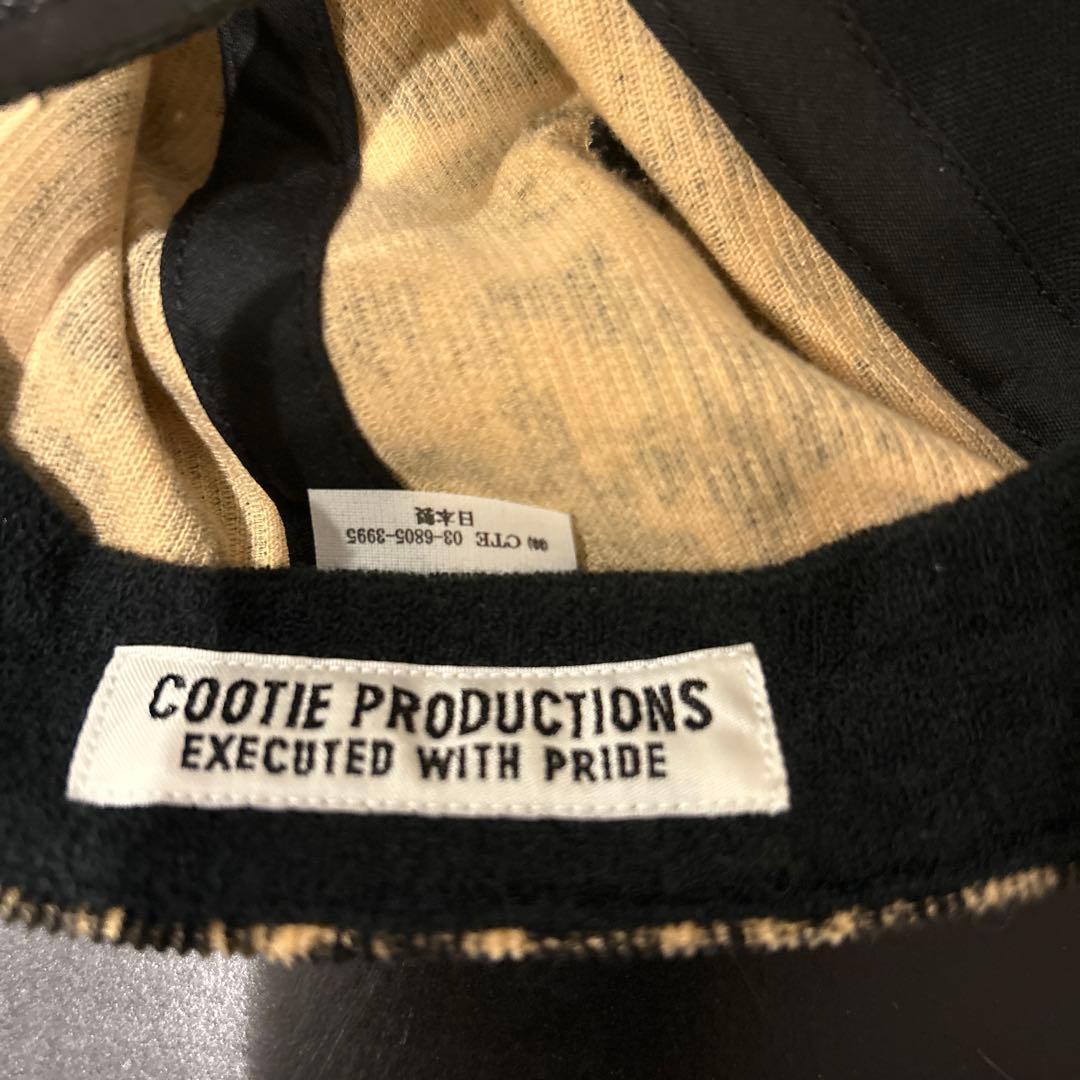 COOTIE PRODUCTIONS
EXECUTED WITH PRIDE
㈱ CTE 03-6805-3995
日本製